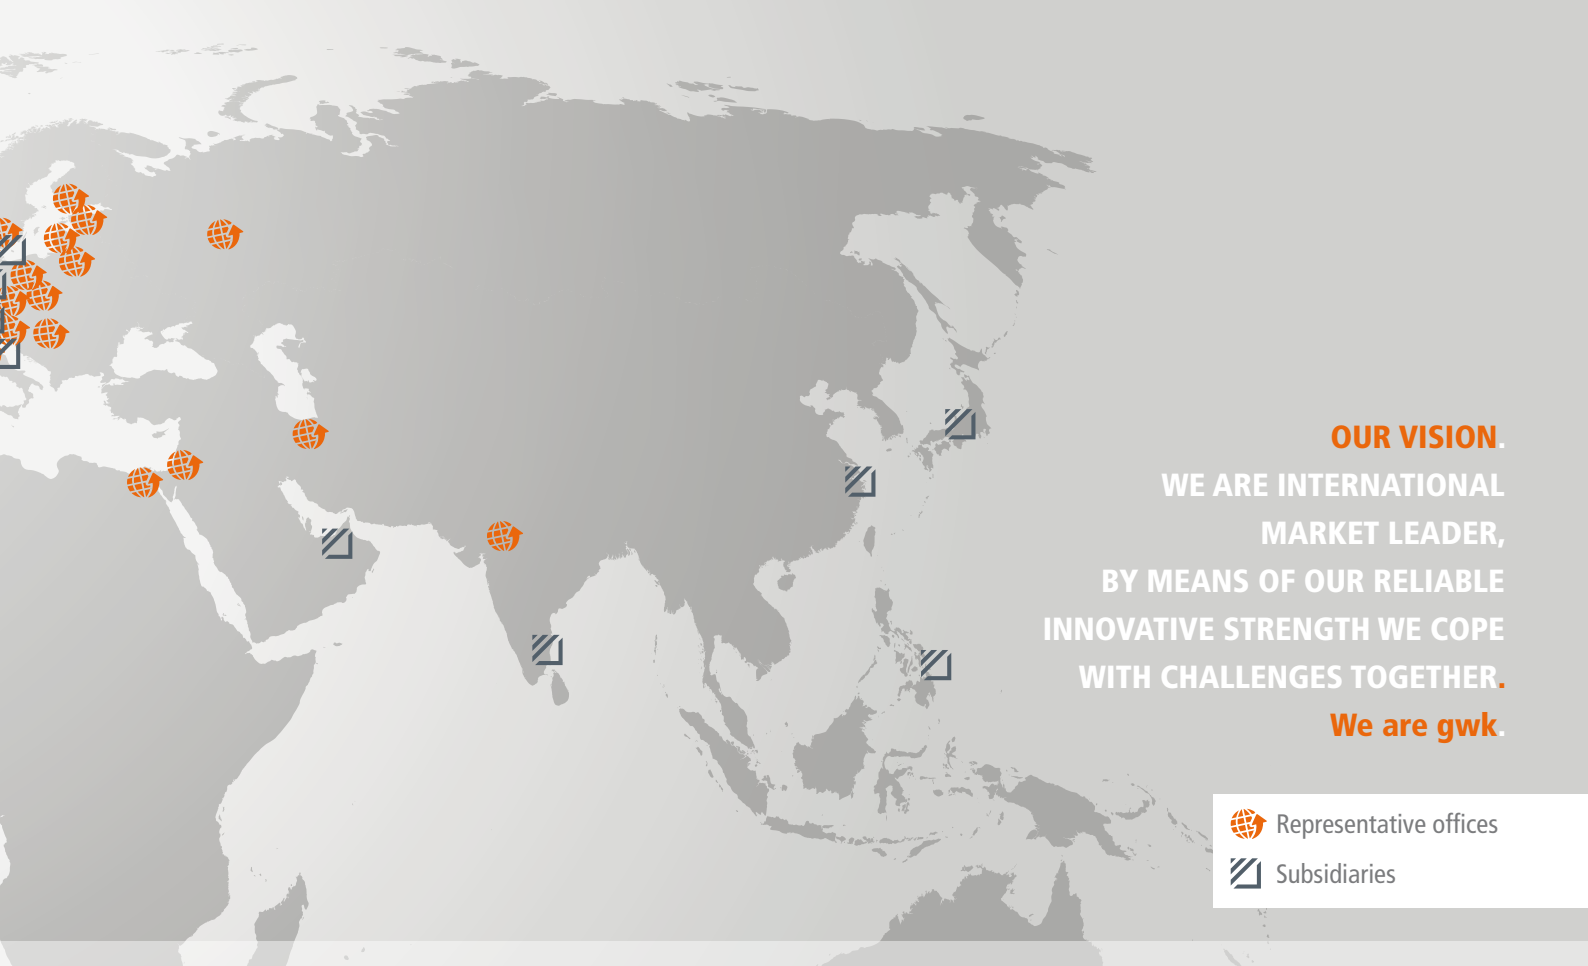 OUR VISION.
WE ARE INTERNATIONAL
MARKET LEADER,
BY MEANS OF OUR RELIABLE
INNOVATIVE STRENGTH WE COPE
WITH CHALLENGES TOGETHER.
We are gwk.
Representative offices
Subsidiaries